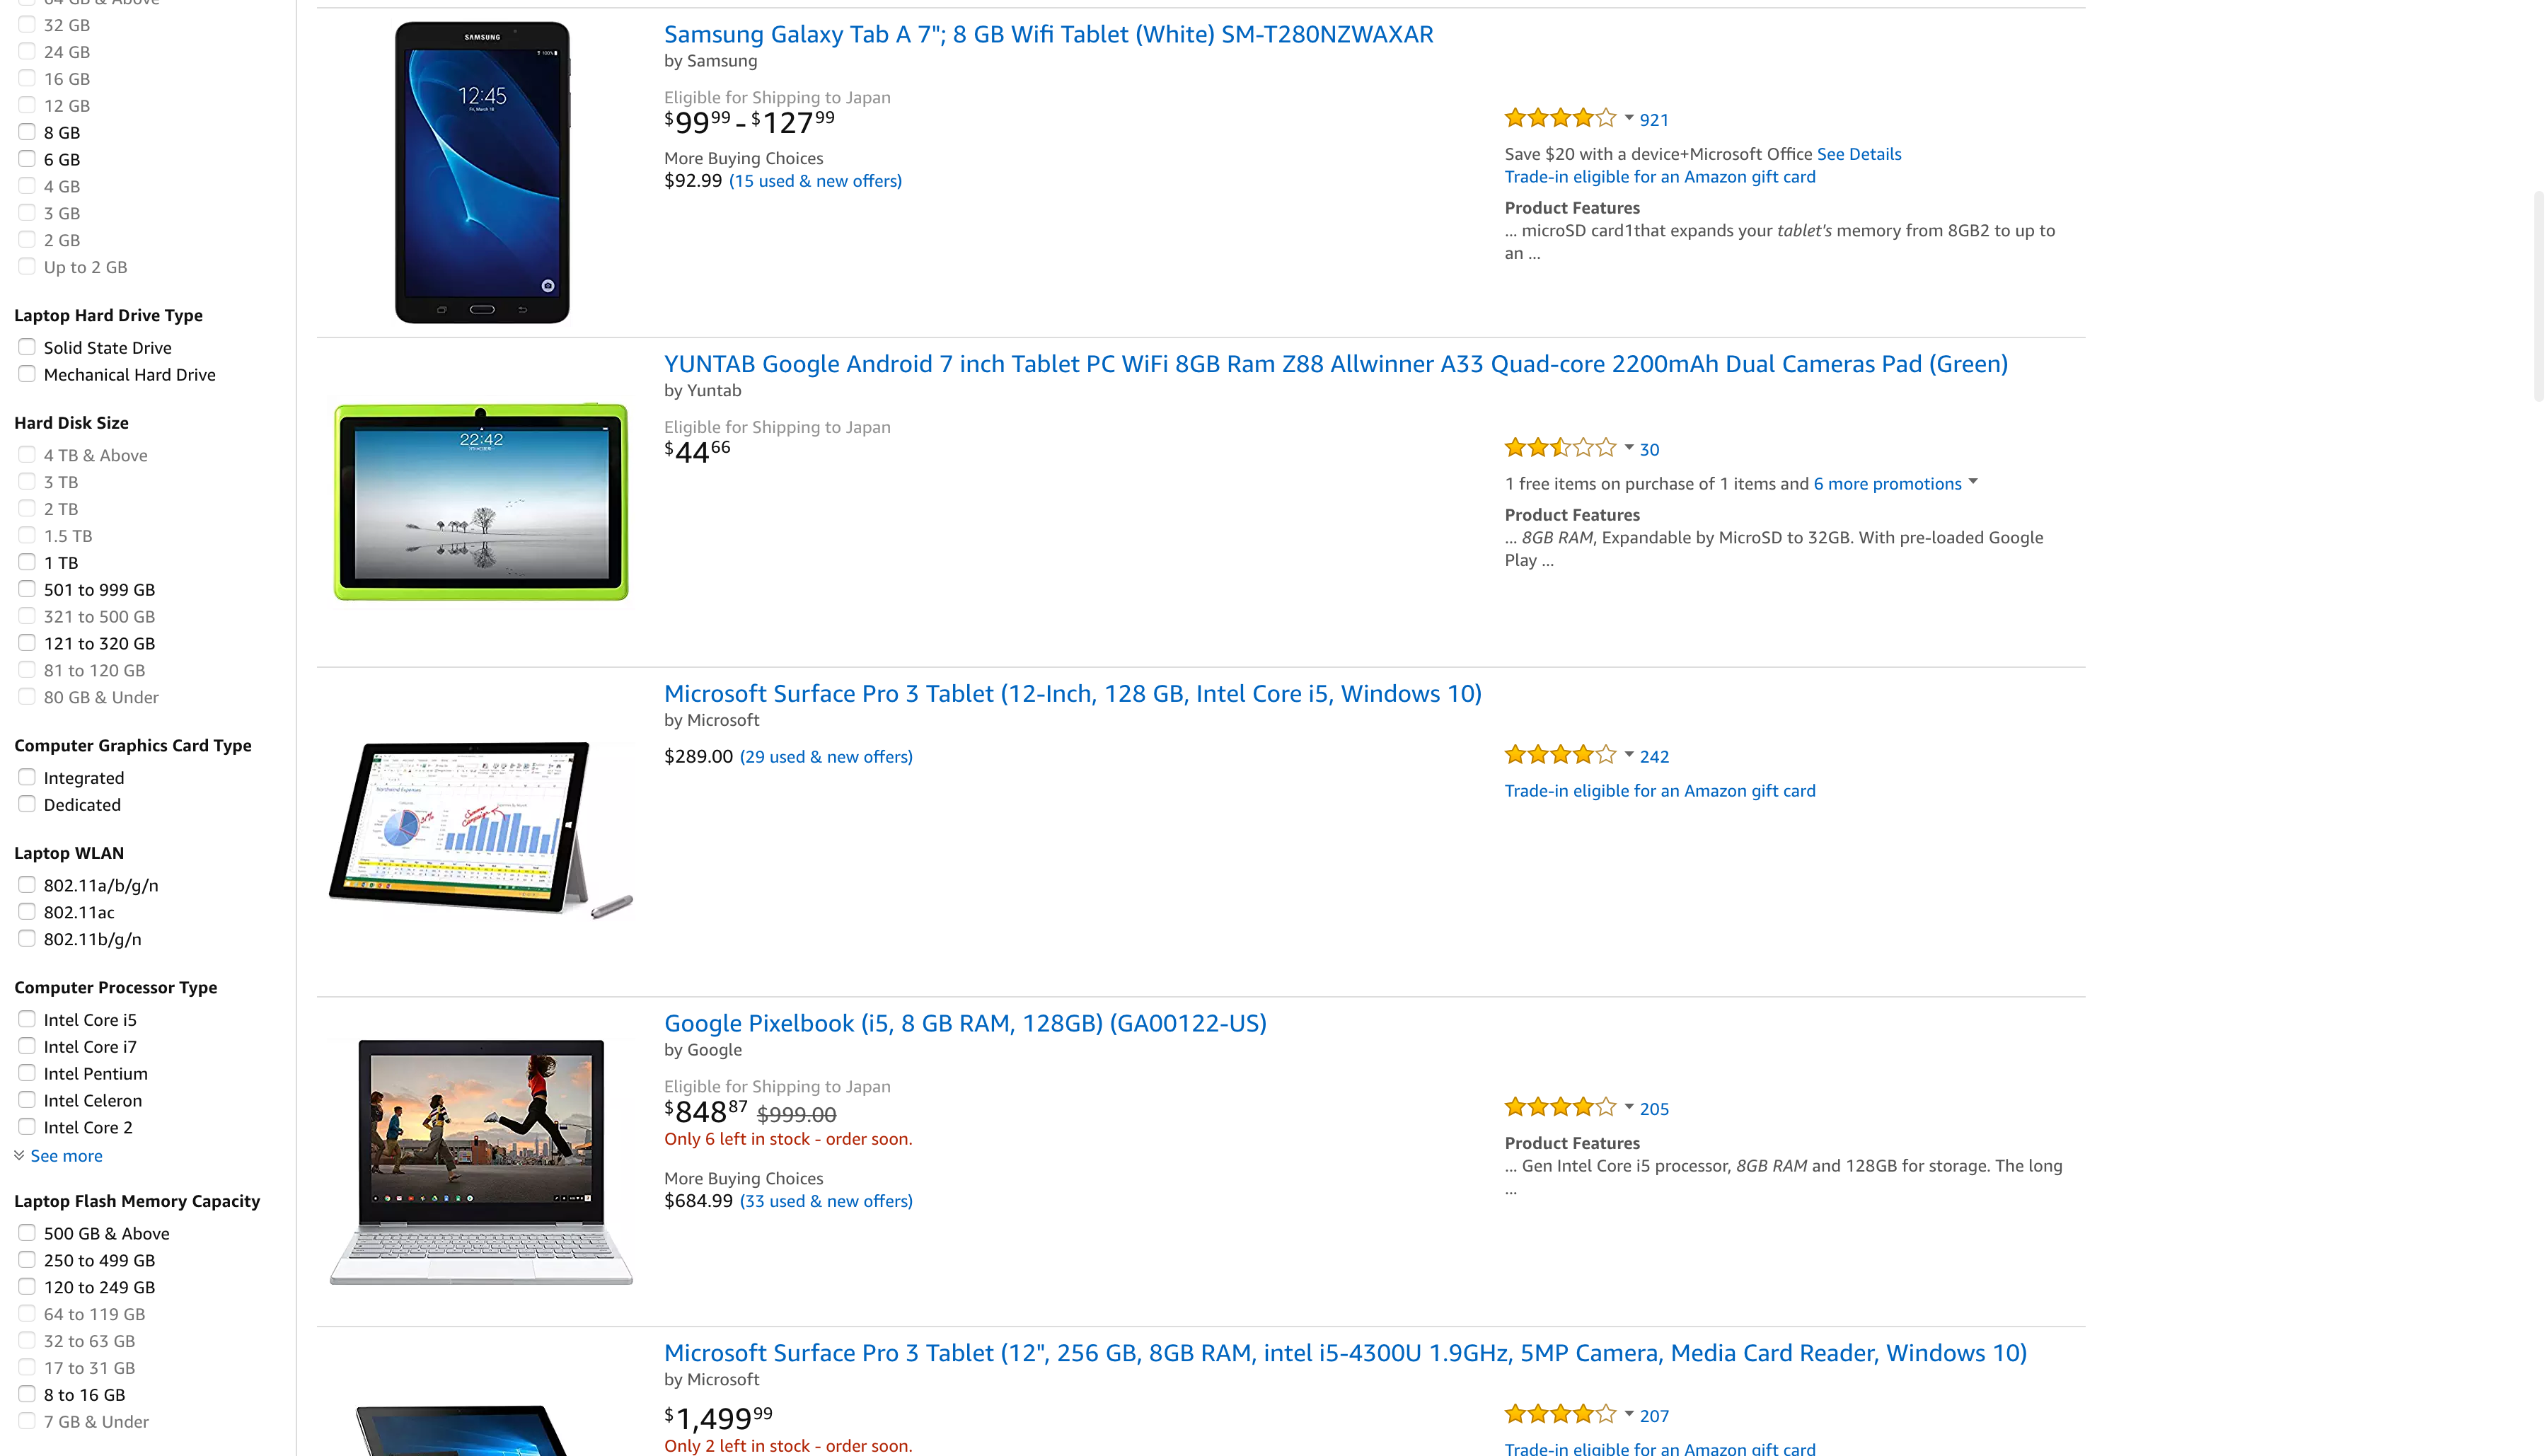 64 GB & Above
32 GB
24 GB
16 GB
12 GB
8 GB
6 GB
4 GB
3 GB
2 GB
Up to 2 GB
Laptop Hard Drive Type
Solid State Drive
Mechanical Hard Drive
Hard Disk Size
4 TB & Above
3 TB
2 TB
1.5 TB
1 TB
501 to 999 GB
321 to 500 GB
121 to 320 GB
81 to 120 GB
80 GB & Under
Computer Graphics Card Type
Integrated
Dedicated
Laptop WLAN
802.11a/b/g/n
802.11ac
802.11b/g/n
Computer Processor Type
Intel Core i5
Intel Core i7
Intel Pentium
Intel Celeron
Intel Core 2
See more
Laptop Flash Memory Capacity
500 GB & Above
250 to 499 GB
120 to 249 GB
64 to 119 GB
32 to 63 GB
17 to 31 GB
8 to 16 GB
7 GB & Under
SAMSUNG
100%
12:45
Fri, March 18
Samsung Galaxy Tab A 7"; 8 GB Wifi Tablet (White) SM-T280NZWAXAR
by Samsung
Eligible for Shipping to Japan
$99 99 - $127 99
More Buying Choices
$92.99 (15 used & new offers)
921
Save $20 with a device+Microsoft Office See Details
Trade-in eligible for an Amazon gift card
Product Features
... microSD card1that expands your tablet's memory from 8GB2 to up to
an ...
22:42
YUNTAB Google Android 7 inch Tablet PC WiFi 8GB Ram Z88 Allwinner A33 Quad-core 2200mAh Dual Cameras Pad (Green)
by Yuntab
Eligible for Shipping to Japan
$44 66
30
1 free items on purchase of 1 items and 6 more promotions
Product Features
... 8GB RAM, Expandable by MicroSD to 32GB. With pre-loaded Google
Play ...
Northwind Expenses
Microsoft Surface Pro 3 Tablet (12-Inch, 128 GB, Intel Core i5, Windows 10)
by Microsoft
$289.00 (29 used & new offers)
242
Trade-in eligible for an Amazon gift card
Google Pixelbook (i5, 8 GB RAM, 128GB) (GA00122-US)
by Google
Eligible for Shipping to Japan
$848 87 $999.00
Only 6 left in stock - order soon.
More Buying Choices
$684.99 (33 used & new offers)
205
Product Features
... Gen Intel Core i5 processor, 8GB RAM and 128GB for storage. The long
...
Microsoft Surface Pro 3 Tablet (12", 256 GB, 8GB RAM, intel i5-4300U 1.9GHz, 5MP Camera, Media Card Reader, Windows 10)
by Microsoft
$1,499 99
Only 2 left in stock - order soon.
207
Trade-in eligible for an Amazon gift card